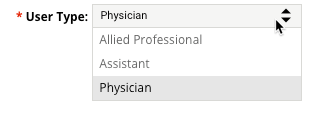 * User Type: Physician
Allied Professional
Assistant
Physician